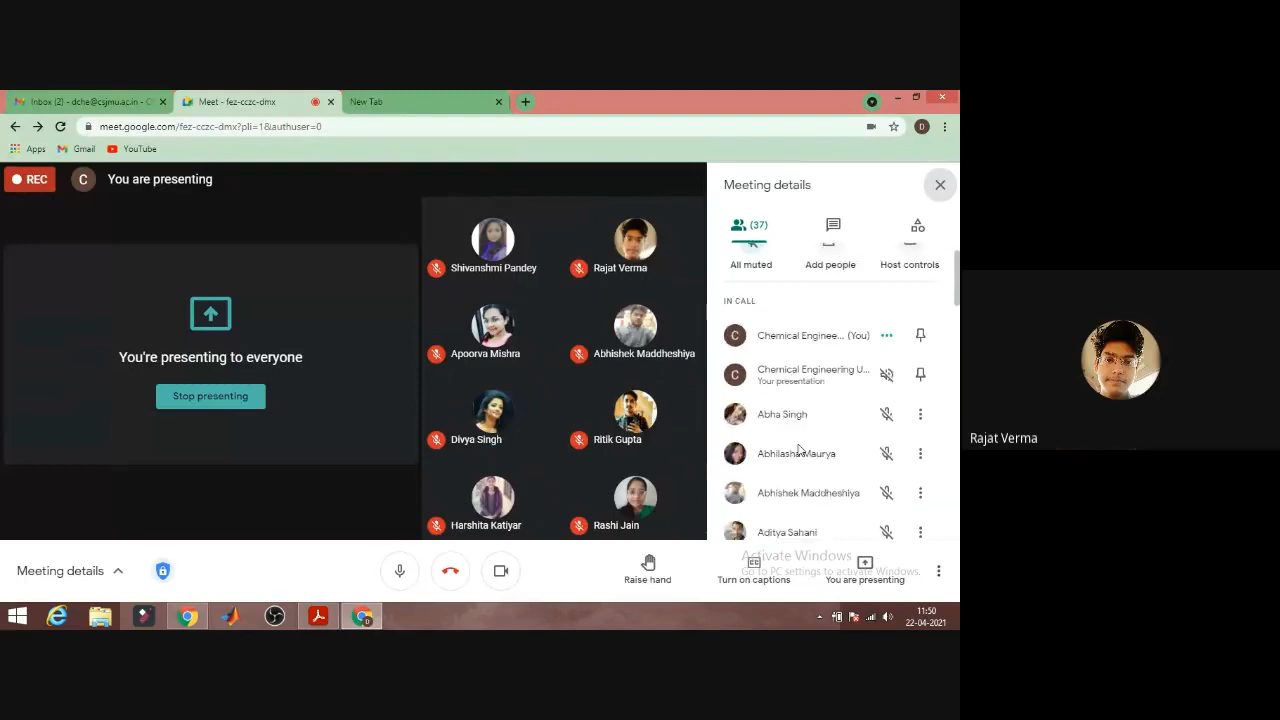 Inbox (2) - dche@csjmu.ac.in - C
Meet - fez-cczc-dmx
New Tab
meet.google.com/fez-cczc-dmx?pli=1&authuser=0
D
Apps
Gmail
YouTube
REC
C
You are presenting
You're presenting to everyone
Stop presenting
Shivanshmi Pandey
Rajat Verma
Apoorva Mishra
Abhishek Maddheshiya
Divya Singh
Ritik Gupta
Harshita Katiyar
Rashi Jain
Meeting details
(37)
All muted
Add people
Host controls
IN CALL
C
Chemical Enginee... (You)
C
Chemical Engineering U...
Your presentation
Abha Singh
Abhilasha Maurya
Abhishek Maddheshiya
Aditya Sahani
Activate Windows
Go to PC settings to activate Windows.
Meeting details
Raise hand
Turn on captions
You are presenting
11:50
22-04-2021
Rajat Verma